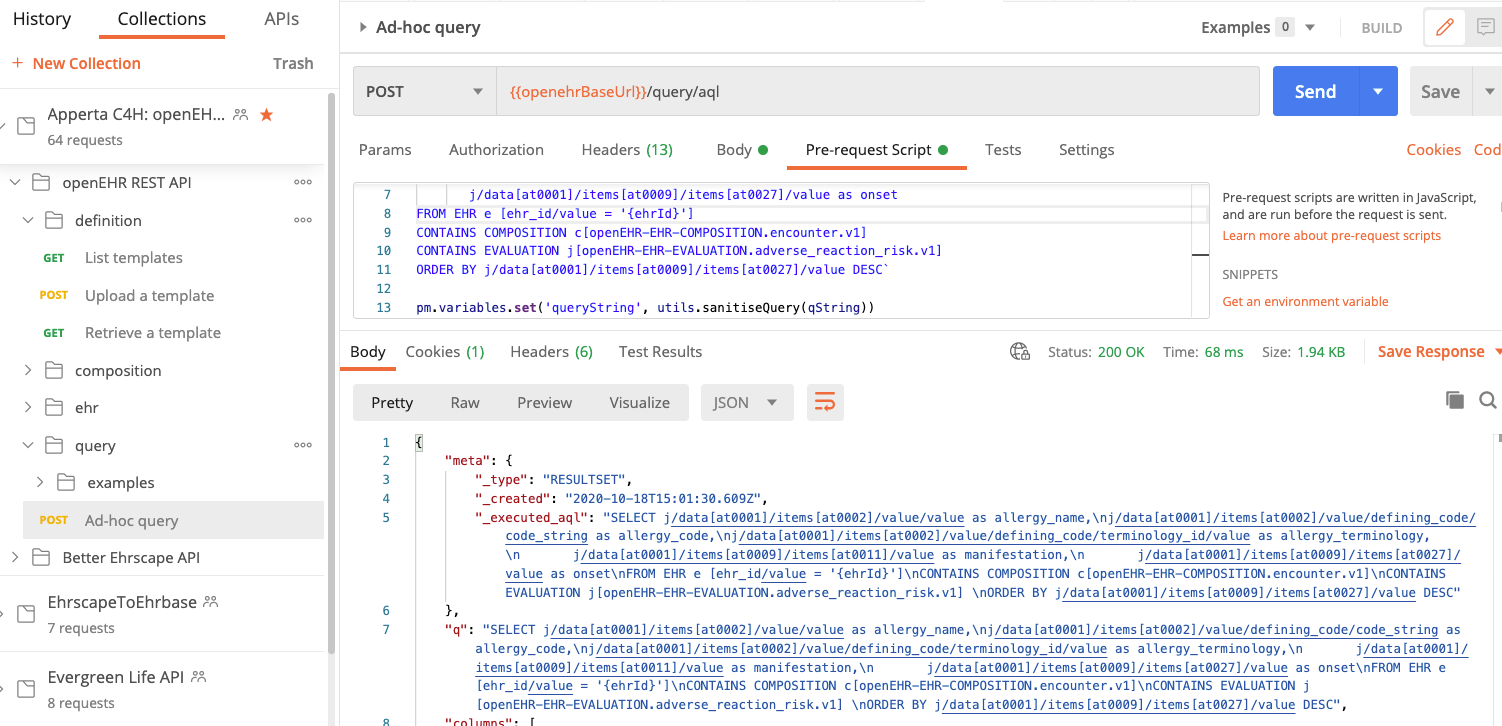 History
Collections
APIs
+ New Collection
Trash
Apperta C4H: openEH...
64 requests
openEHR REST API
definition
GET List templates
POST Upload a template
GET Retrieve a template
composition
ehr
query
examples
POST Ad-hoc query
Better Ehrscape API
EhrscapeToEhrbase
7 requests
Evergreen Life API
8 requests
Ad-hoc query
Examples 0
BUILD
POST
{{openehrBaseUrl}}/query/aql
Send
Save
Params
Authorization
Headers (13)
Body
Pre-request Script
Tests
Settings
Cookies
Cod
7 j/data[at0001]/items[at0009]/items[at0027]/value as onset
8 FROM EHR e [ehr_id/value = '{ehrId}']
9 CONTAINS COMPOSITION c[openEHR-EHR-COMPOSITION.encounter.v1]
10 CONTAINS EVALUATION j[openEHR-EHR-EVALUATION.adverse_reaction_risk.v1]
11 ORDER BY j/data[at0001]/items[at0009]/items[at0027]/value DESC`
12
13 pm.variables.set('queryString', utils.sanitiseQuery(qString))
Pre-request scripts are written in JavaScript,
and are run before the request is sent.
Learn more about pre-request scripts
SNIPPETS
Get an environment variable
Body
Cookies (1)
Headers (6)
Test Results
Status: 200 OK
Time: 68 ms
Size: 1.94 KB
Save Response
Pretty
Raw
Preview
Visualize
JSON
1 {
2 "meta": {
3 "_type": "RESULTSET",
4 "_created": "2020-10-18T15:01:30.609Z",
5 "_executed_aql": "SELECT j/data[at0001]/items[at0002]/value/value as allergy_name,\nj/data[at0001]/items[at0002]/value/defining_code/
code_string as allergy_code,\nj/data[at0001]/items[at0002]/value/defining_code/terminology_id/value as allergy_terminology,
\n j/data[at0001]/items[at0009]/items[at0011]/value as manifestation,\n j/data[at0001]/items[at0009]/items[at0027]/
value as onset\nFROM EHR e [ehr_id/value = '{ehrId}']\nCONTAINS COMPOSITION c[openEHR-EHR-COMPOSITION.encounter.v1]\nCONTAINS
EVALUATION j[openEHR-EHR-EVALUATION.adverse_reaction_risk.v1] \nORDER BY j/data[at0001]/items[at0009]/items[at0027]/value DESC"
6 },
7 "q": "SELECT j/data[at0001]/items[at0002]/value/value as allergy_name,\nj/data[at0001]/items[at0002]/value/defining_code/code_string as
allergy_code,\nj/data[at0001]/items[at0002]/value/defining_code/terminology_id/value as allergy_terminology,\n j/data[at0001]/
items[at0009]/items[at0011]/value as manifestation,\n j/data[at0001]/items[at0009]/items[at0027]/value as onset\nFROM EHR e
[ehr_id/value = '{ehrId}']\nCONTAINS COMPOSITION c[openEHR-EHR-COMPOSITION.encounter.v1]\nCONTAINS EVALUATION j
[openEHR-EHR-EVALUATION.adverse_reaction_risk.v1] \nORDER BY j/data[at0001]/items[at0009]/items[at0027]/value DESC",
8 "columns": [